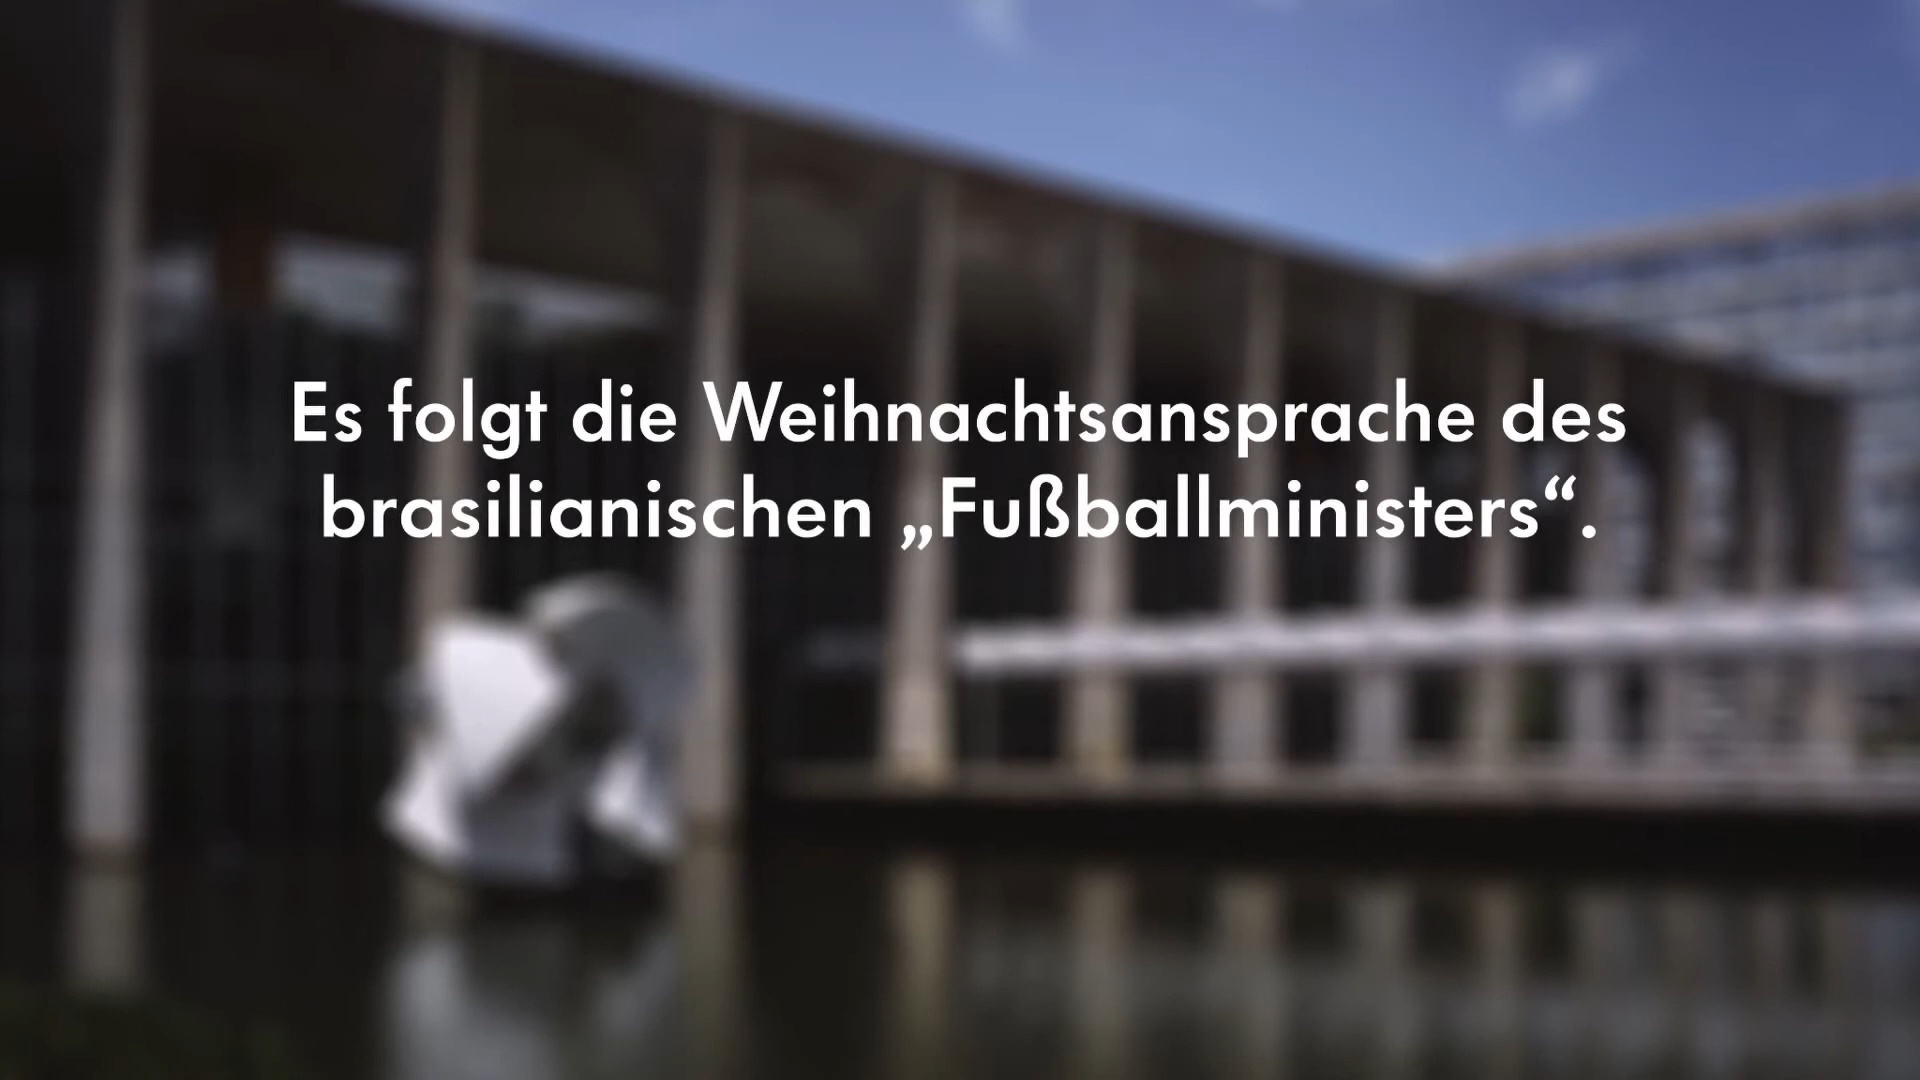 Es folgt die Weihnachtsansprache des
brasilianischen „Fußballministers“.